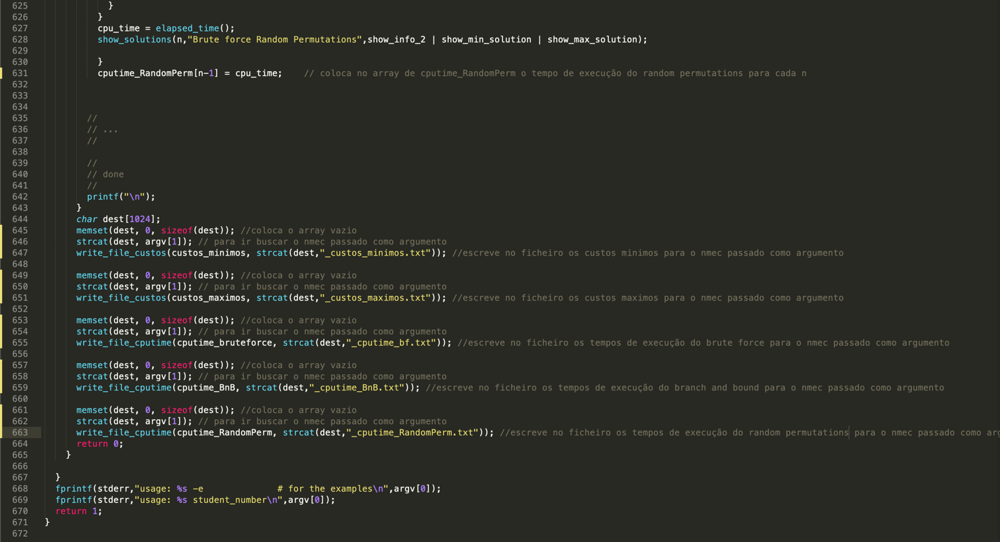 625 }
626 }
627 cpu_time = elapsed_time();
628 show_solutions(n,"Brute force Random Permutations",show_info_2 | show_min_solution | show_max_solution);
629
630 }
631 cputime_RandomPerm[n-1] = cpu_time; // coloca no array de cputime_RandomPerm o tempo de execução do random permutations para cada n
632
633
634
635 //
636 // ...
637 //
638
639 //
640 // done
641 //
642 printf("\n");
643 }
644 char dest[1024];
645 memset(dest, 0, sizeof(dest)); //coloca o array vazio
646 strcat(dest, argv[1]); // para ir buscar o nmec passado como argumento
647 write_file_custos(custos_minimos, strcat(dest,"_custos_minimos.txt")); //escreve no ficheiro os custos minimos para o nmec passado como argumento
648
649 memset(dest, 0, sizeof(dest)); //coloca o array vazio
650 strcat(dest, argv[1]); // para ir buscar o nmec passado como argumento
651 write_file_custos(custos_maximos, strcat(dest,"_custos_maximos.txt")); //escreve no ficheiro os custos maximos para o nmec passado como argumento
652
653 memset(dest, 0, sizeof(dest)); //coloca o array vazio
654 strcat(dest, argv[1]); // para ir buscar o nmec passado como argumento
655 write_file_cputime(cputime_bruteforce, strcat(dest,"_cputime_bf.txt")); //escreve no ficheiro os tempos de execução do brute force para o nmec passado como argumento
656
657 memset(dest, 0, sizeof(dest)); //coloca o array vazio
658 strcat(dest, argv[1]); // para ir buscar o nmec passado como argumento
659 write_file_cputime(cputime_BnB, strcat(dest,"_cputime_BnB.txt")); //escreve no ficheiro os tempos de execução do branch and bound para o nmec passado como argumento
660
661 memset(dest, 0, sizeof(dest)); //coloca o array vazio
662 strcat(dest, argv[1]); // para ir buscar o nmec passado como argumento
663 write_file_cputime(cputime_RandomPerm, strcat(dest,"_cputime_RandomPerm.txt")); //escreve no ficheiro os tempos de execução do random permutations para o nmec passado como arg
664 return 0;
665 }
666
667 }
668 fprintf(stderr,"usage: %s -e # for the examples\n",argv[0]);
669 fprintf(stderr,"usage: %s student_number\n",argv[0]);
670 return 1;
671 }
672